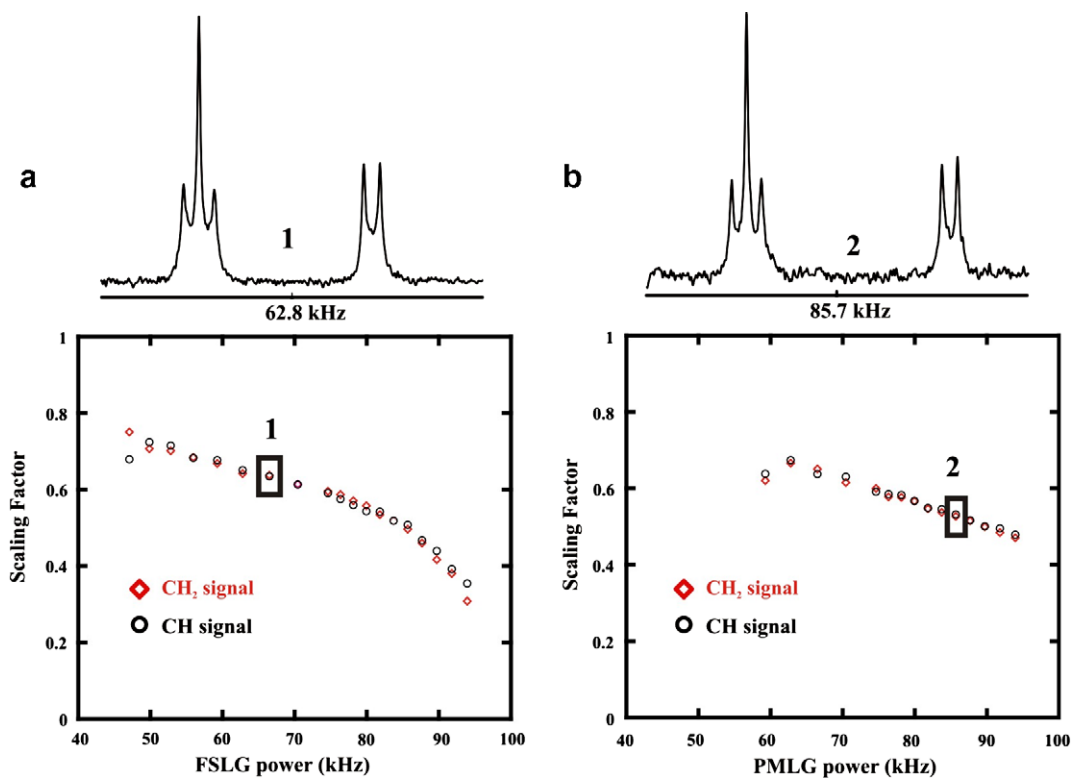 a
1
62.8 kHz
1
0.8
0.6
0.4
0.2
0
Scaling Factor
1
CH₂ signal
CH signal
40 50 60 70 80 90 100
FSLG power (kHz)
b
2
85.7 kHz
1
0.8
0.6
0.4
0.2
0
Scaling Factor
2
CH₂ signal
CH signal
40 50 60 70 80 90 100
PMLG power (kHz)